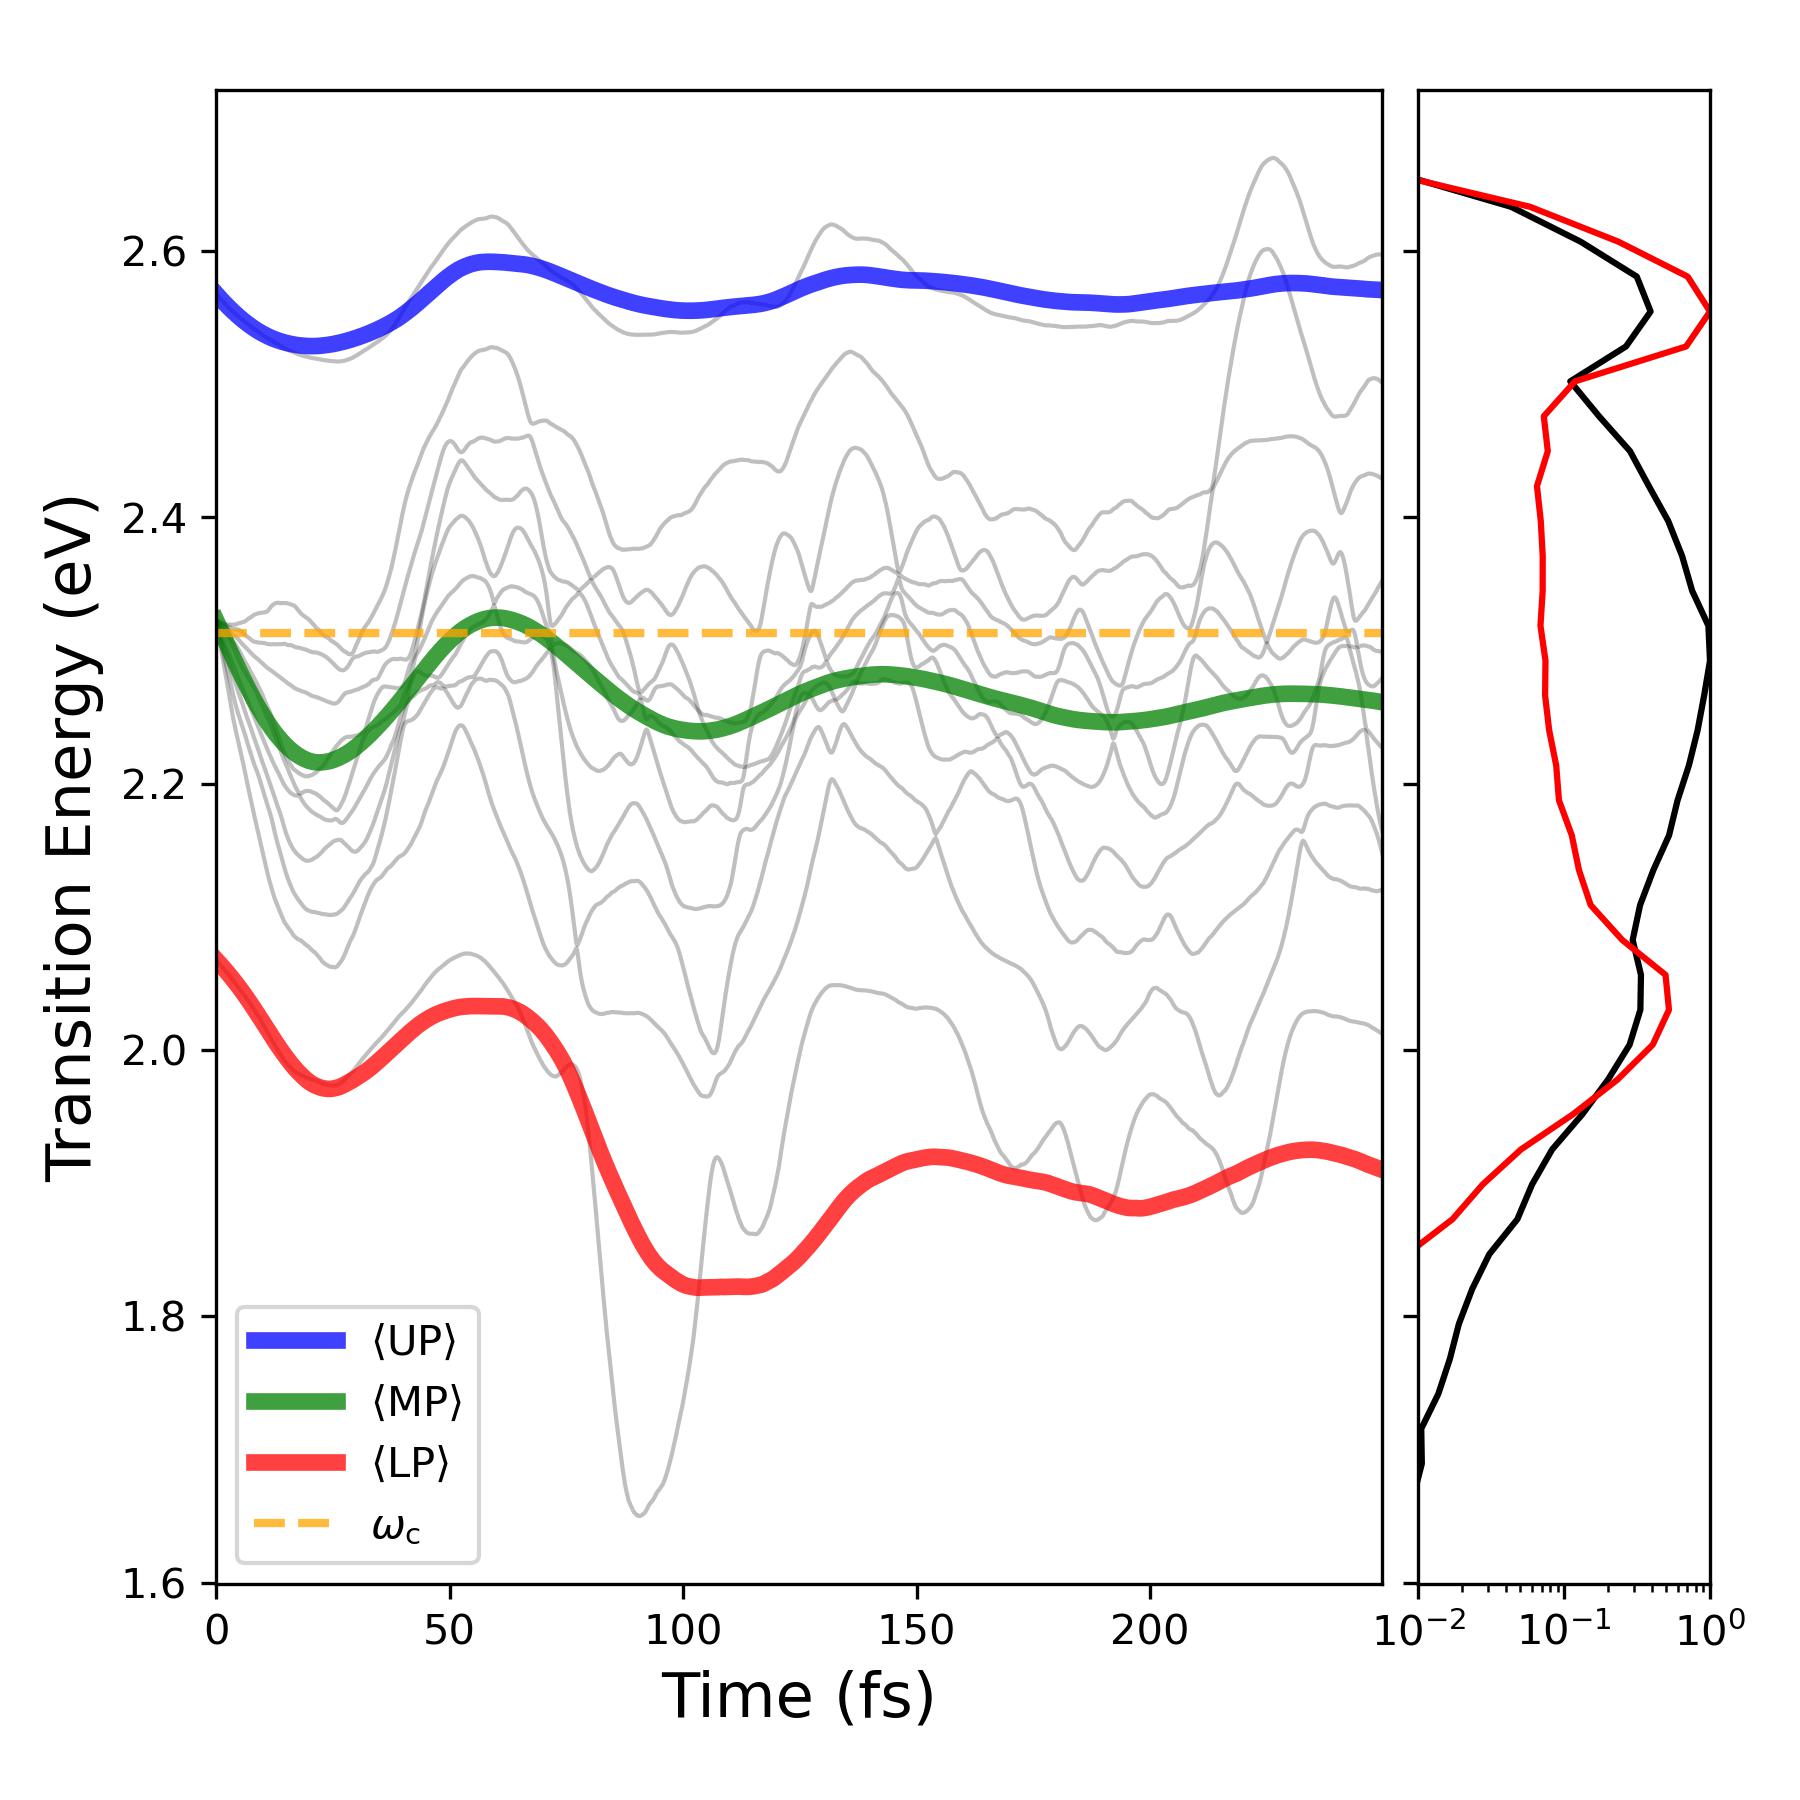 Transition Energy (eV)
2.6
2.4
2.2
2.0
1.8
1.6
⟨UP⟩
⟨MP⟩
⟨LP⟩
ωc
0 50 100 150 200
10⁻² 10⁻¹ 10⁰
Time (fs)